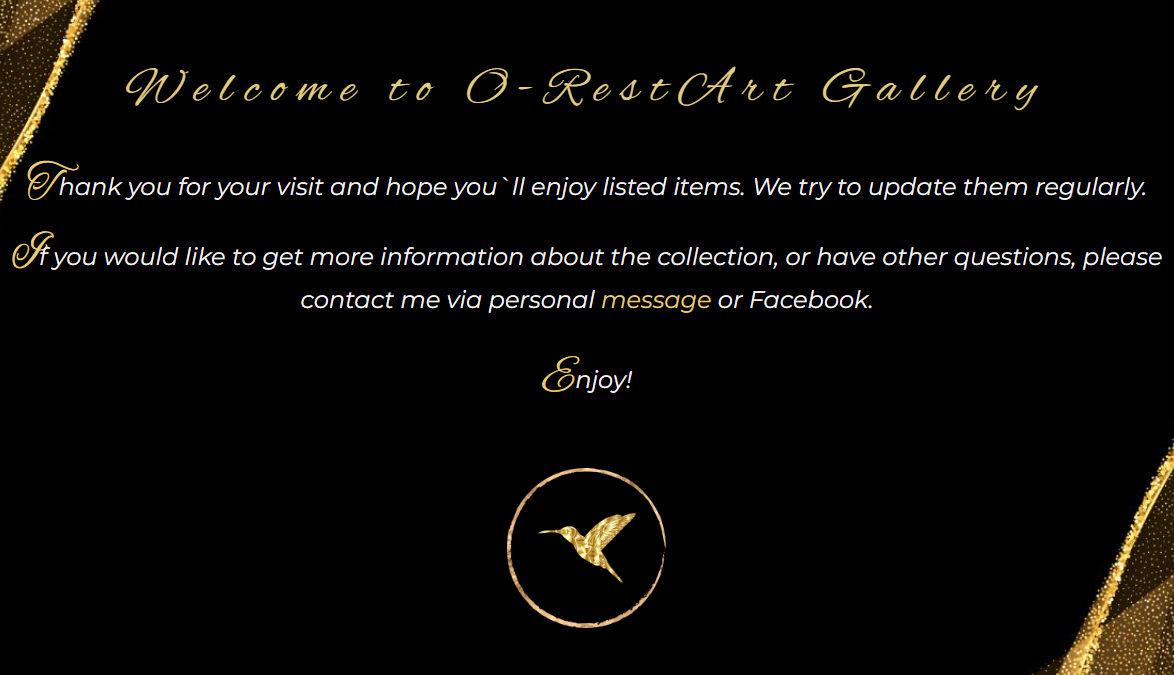 Welcome to O-RestArt Gallery
Thank you for your visit and hope you`ll enjoy listed items. We try to update them regularly.
If you would like to get more information about the collection, or have other questions, please
contact me via personal message or Facebook.
Enjoy!